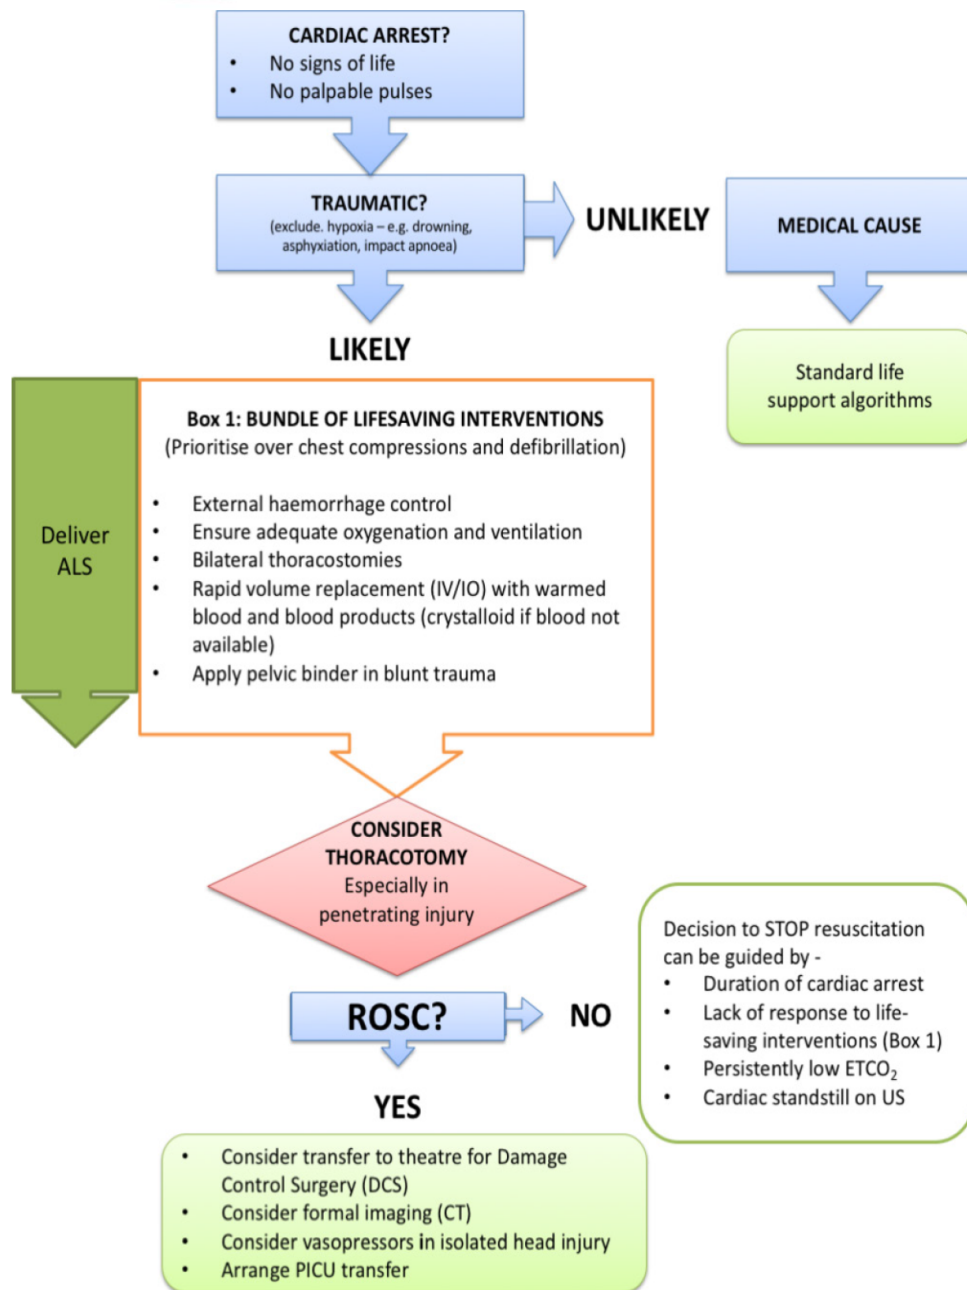 CARDIAC ARREST?
• No signs of life
• No palpable pulses
TRAUMATIC?
(exclude. hypoxia – e.g. drowning,
asphyxiation, impact apnoea)
UNLIKELY
MEDICAL CAUSE
Standard life
support algorithms
LIKELY
Deliver
ALS
Box 1: BUNDLE OF LIFESAVING INTERVENTIONS
(Prioritise over chest compressions and defibrillation)
• External haemorrhage control
• Ensure adequate oxygenation and ventilation
• Bilateral thoracostomies
• Rapid volume replacement (IV/IO) with warmed
blood and blood products (crystalloid if blood not
available)
• Apply pelvic binder in blunt trauma
CONSIDER
THORACOTOMY
Especially in
penetrating injury
ROSC?
NO
Decision to STOP resuscitation
can be guided by -
• Duration of cardiac arrest
• Lack of response to life-
saving interventions (Box 1)
• Persistently low ETCO₂
• Cardiac standstill on US
YES
• Consider transfer to theatre for Damage
Control Surgery (DCS)
• Consider formal imaging (CT)
• Consider vasopressors in isolated head injury
• Arrange PICU transfer